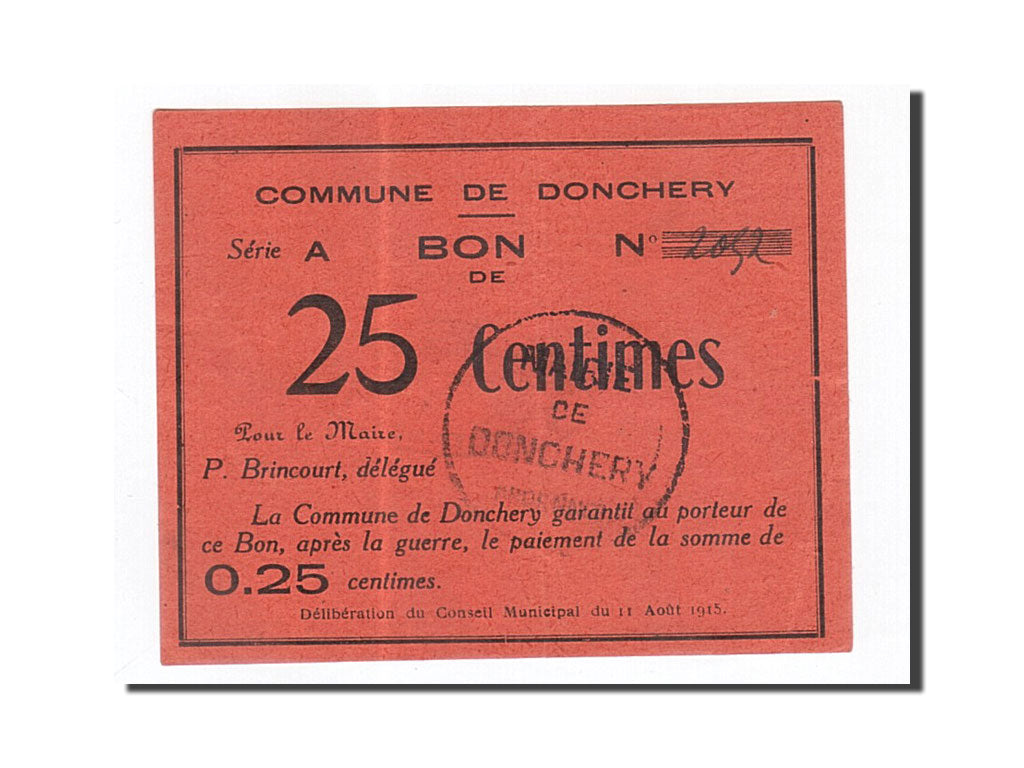 COMMUNE DE DONCHERY
Série A BON N° 2052
DE
25 Centimes
MAIRIE
DE
DONCHERY
Pour le Maire,
P. Brincourt, délégué
La Commune de Donchery garantit au porteur de
ce Bon, après la guerre, le paiement de la somme de
0.25 centimes.
Délibération du Conseil Municipal du 11 Août 1915.